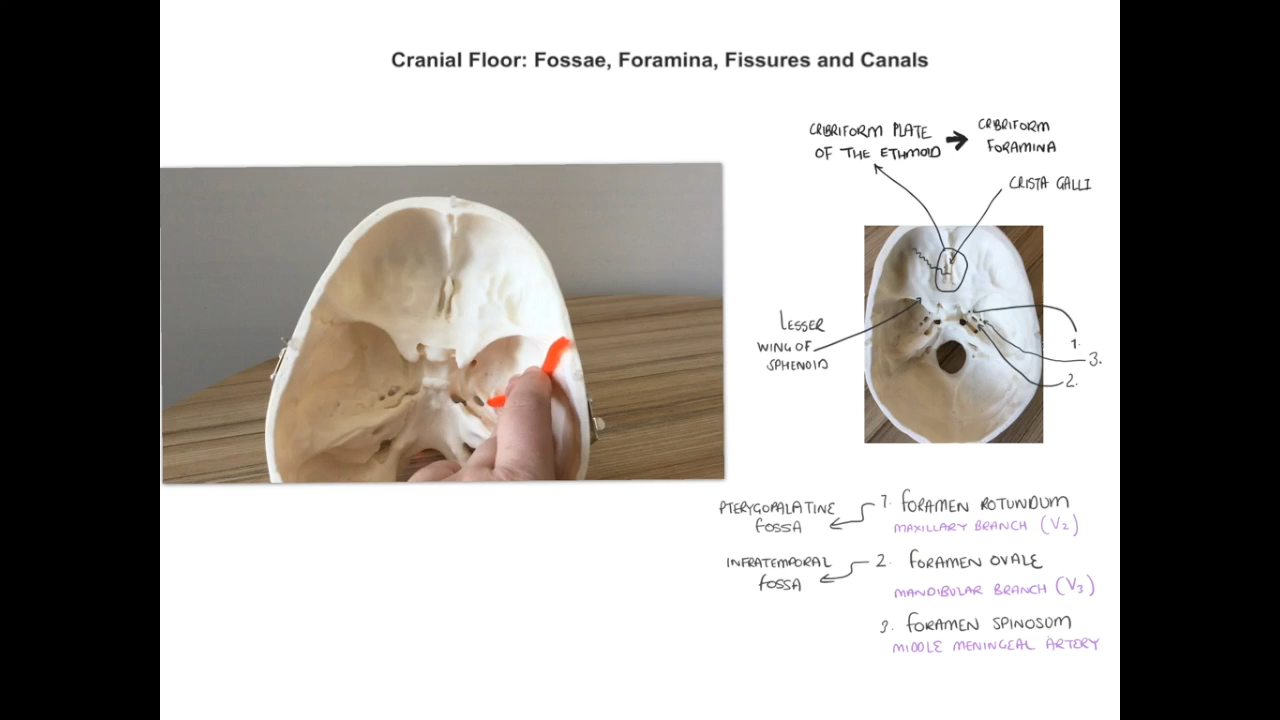 Cranial Floor: Fossae, Foramina, Fissures and Canals
CRIBRIFORM PLATE
OF THE ETHMOID
CRIBRIFORM
FORAMINA
CRISTA GALLI
LESSER
WING OF
SPHENOID
1.
3.
2.
PTERYGOPALATINE
FOSSA
1. FORAMEN ROTUNDUM
MAXILLARY BRANCH (V2)
INFRATEMPORAL
FOSSA
2. FORAMEN OVALE
MANDIBULAR BRANCH (V3)
3. FORAMEN SPINOSUM
MIDDLE MENINGEAL ARTERY